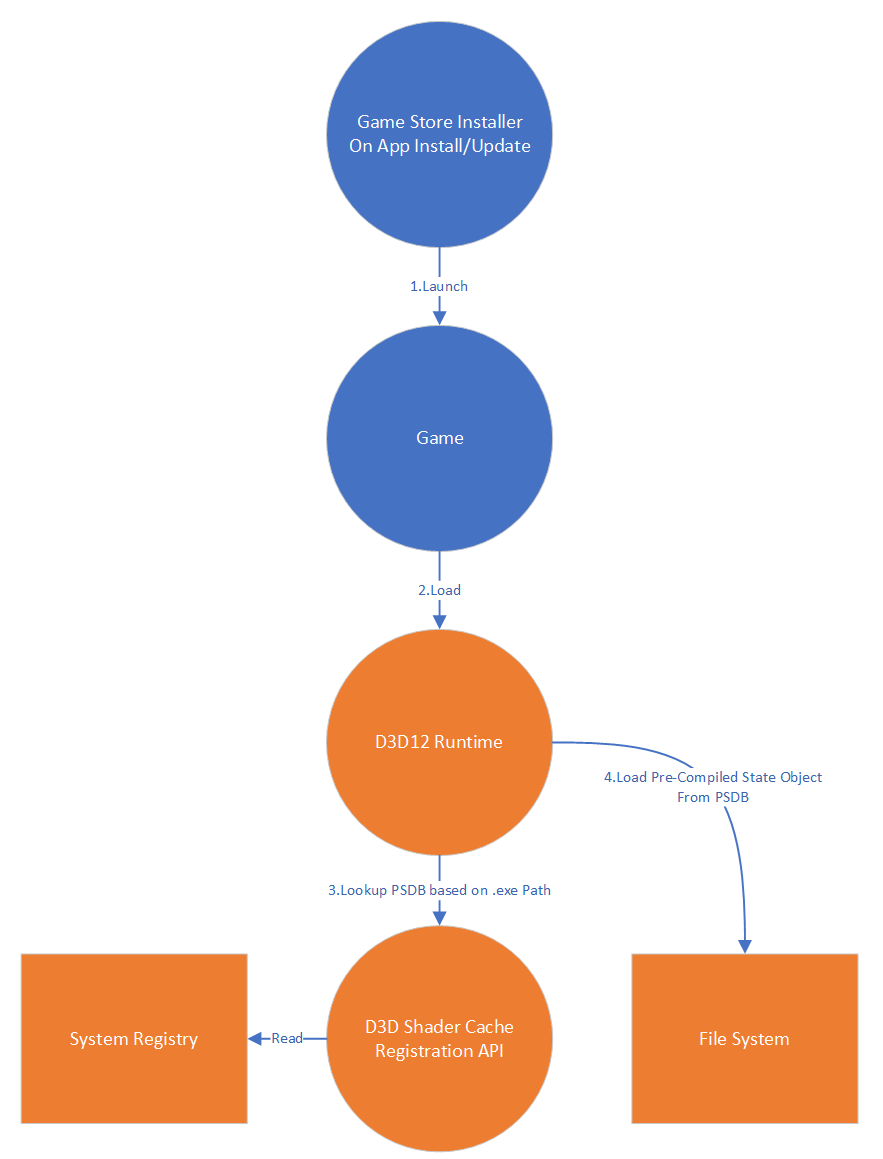 Game Store Installer
On App Install/Update
1.Launch
Game
2.Load
D3D12 Runtime
4.Load Pre-Compiled State Object
From PSDB
3.Lookup PSDB based on .exe Path
System Registry
Read
D3D Shader Cache
Registration API
File System